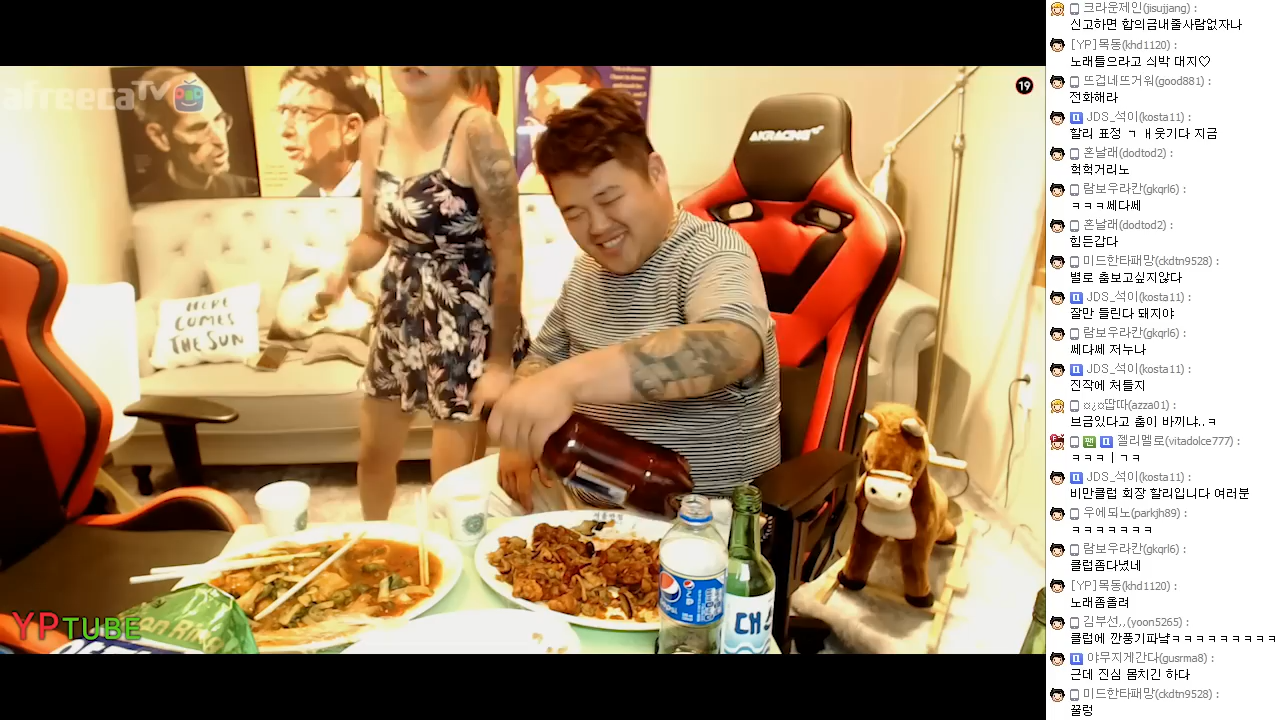 afreecaTV
19
AKRACING
HERE
COMES
THE SUN
pepsi
YPTUBE
크라운제인(jisujjang) :
신고하면 합의금내줄사람없자나
[YP]목동(khd1120) :
노래틀으라고 싀박 대지♡
뜨겁네뜨거워(good881) :
전화해라
JDS_석이(kosta11) :
할리 표정 ㄱ ㅐ웃기다 지금
혼날래(dodtod2) :
헉헉거리노
람보우라칸(gkqrl6) :
ㅋㅋㅋ쎄다쎄
혼날래(dodtod2) :
힘든갑다
미드한타패망(ckdtn9528) :
별로 춤보고싶지않다
JDS_석이(kosta11) :
잘만 들린다 돼지야
람보우라칸(gkqrl6) :
쎄다쎄 저누나
JDS_석이(kosta11) :
진작에 처들지
¤¿¤땁따(azza01) :
브금있다고 춤이 바끼냐..ㅋ
팬 젤리멜로(vitadolce777) :
ㅋㅋㅋㅣㄱㅋ
JDS_석이(kosta11) :
비만클럽 회장 할리입니다 여러분
우에되노(parkjh89) :
ㅋㅋㅋㅋㅋㅋㅋ
람보우라칸(gkqrl6) :
클럽좀다녔네
[YP]목동(khd1120) :
노래좀틀려
김부선,,(yoon5265) :
클럽에 깐풍기파냨ㅋㅋㅋㅋㅋㅋㅋㅋㅋ
야무지게간다(gusrma8) :
근데 진심 몸치긴 하다
미드한타패망(ckdtn9528) :
꿀렁